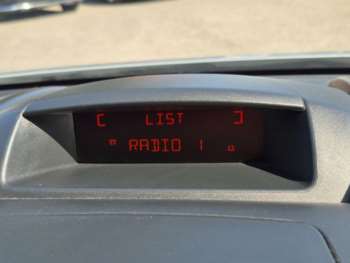 [ LIST ]
RADIO 1